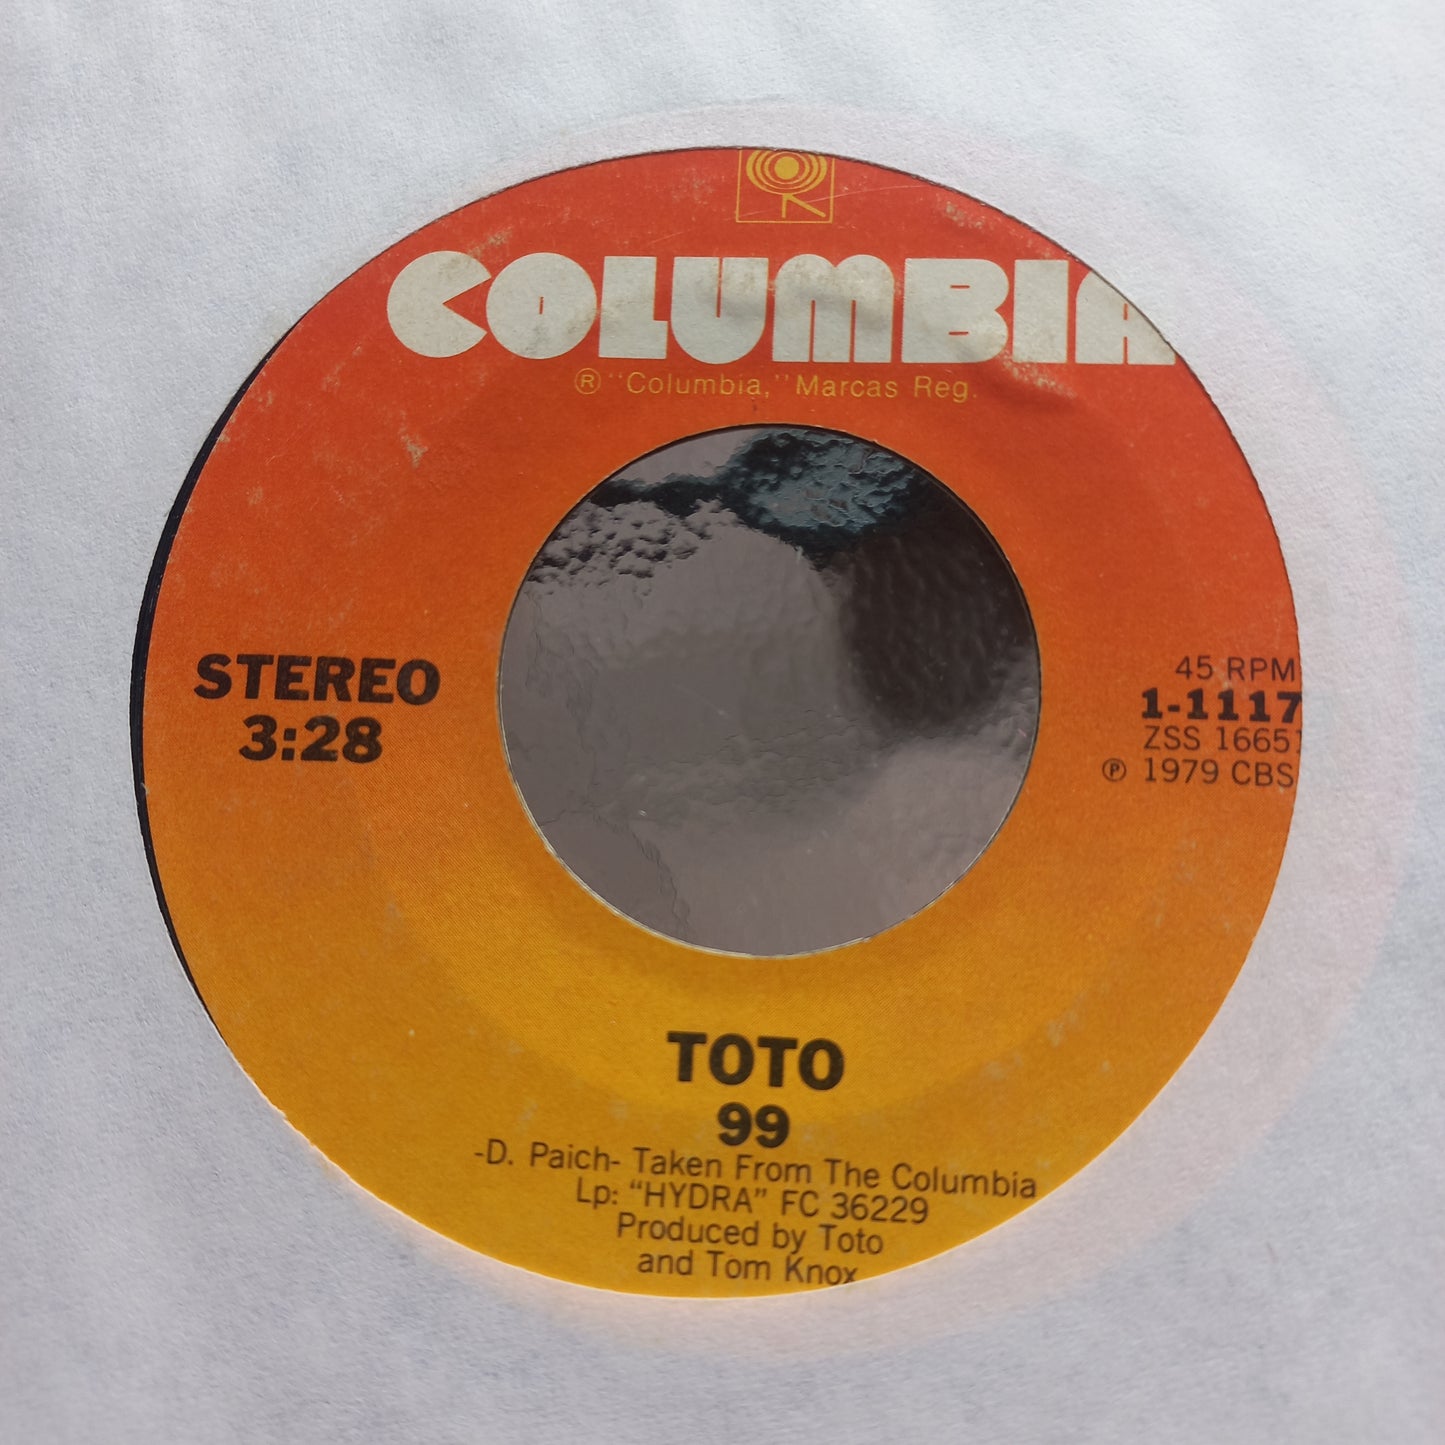 COLUMBIA
® "Columbia," Marcas Reg.
STEREO
3:28
45 RPM
1-1117
ZSS 16651
℗ 1979 CBS
TOTO
99
-D. Paich- Taken From The Columbia
Lp: “HYDRA” FC 36229
Produced by Toto
and Tom Knox